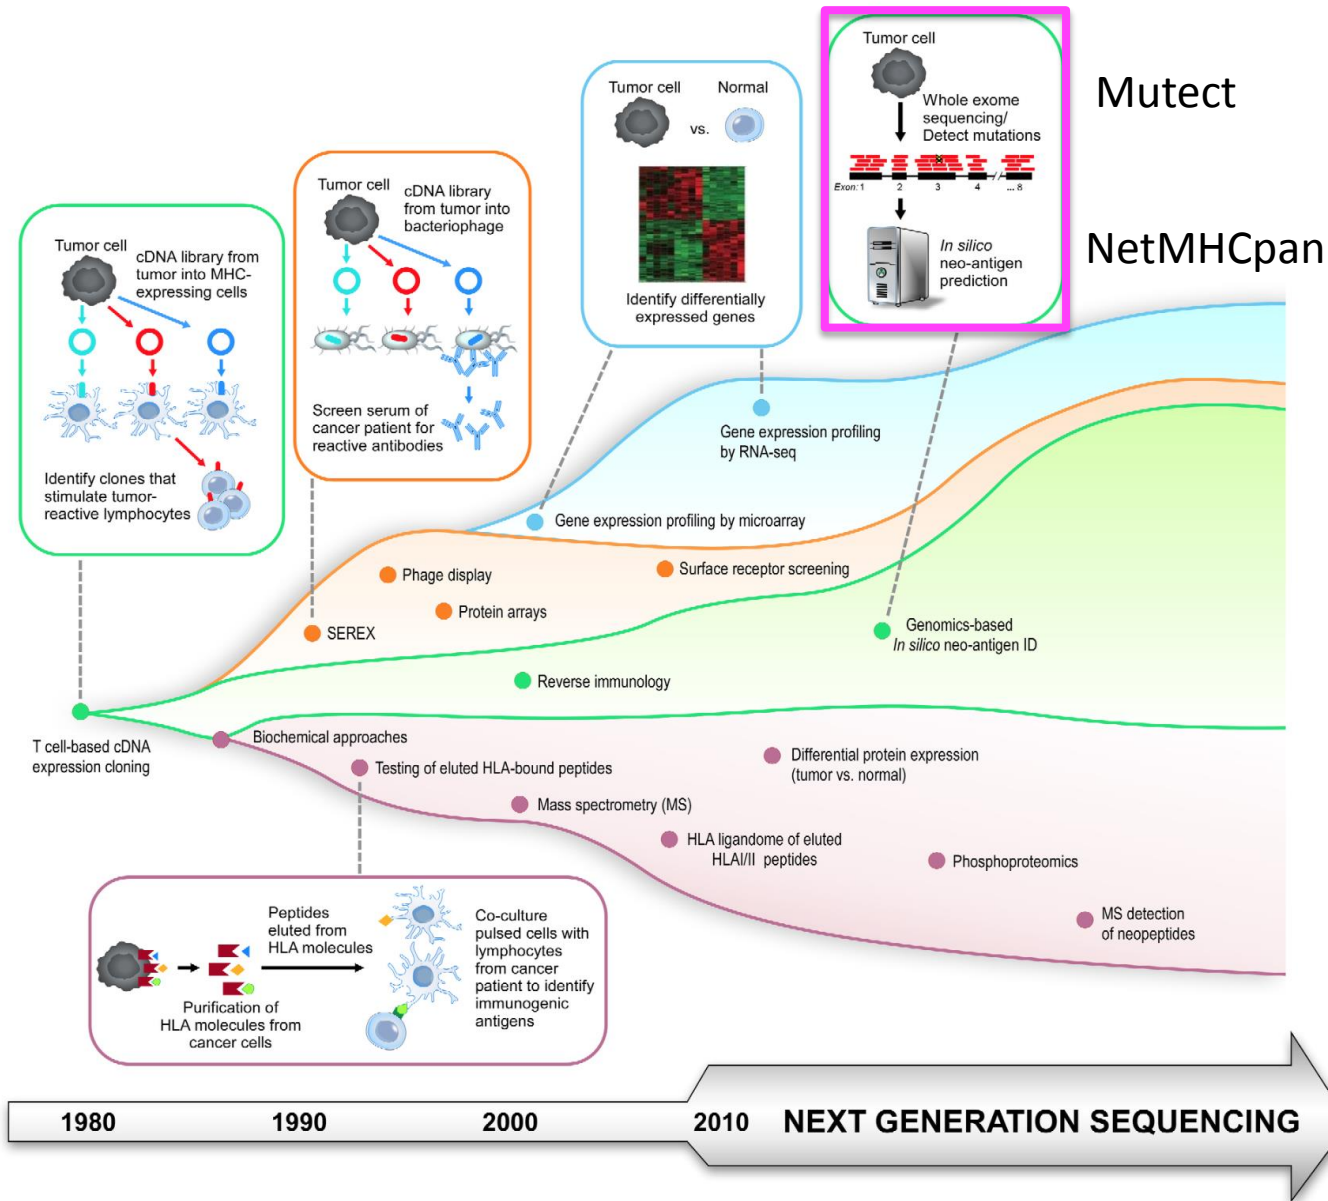 Tumor cell
Whole exome
sequencing/
Detect mutations
Exon: 1 2 3 4 ... 8
In silico
neo-antigen
prediction
Mutect
NetMHCpan
Tumor cell
Normal
vs.
Identify differentially
expressed genes
Tumor cell
cDNA library
from tumor into
bacteriophage
Screen serum of
cancer patient for
reactive antibodies
Tumor cell
cDNA library from
tumor into MHC-
expressing cells
Identify clones that
stimulate tumor-
reactive lymphocytes
Gene expression profiling
by RNA-seq
Gene expression profiling by microarray
Phage display
Surface receptor screening
Protein arrays
SEREX
Genomics-based
In silico neo-antigen ID
Reverse immunology
T cell-based cDNA
expression cloning
Biochemical approaches
Testing of eluted HLA-bound peptides
Differential protein expression
(tumor vs. normal)
Mass spectrometry (MS)
HLA ligandome of eluted
HLAI/II peptides
Phosphoproteomics
MS detection
of neopeptides
Peptides
eluted from
HLA molecules
Purification of
HLA molecules from
cancer cells
Co-culture
pulsed cells with
lymphocytes
from cancer
patient to identify
immunogenic
antigens
1980 1990 2000 2010 NEXT GENERATION SEQUENCING